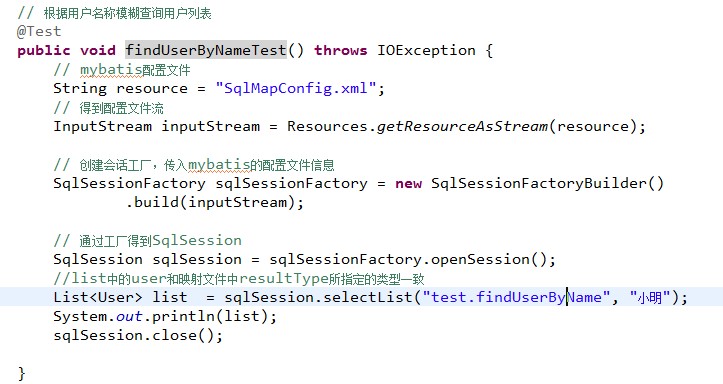 // 根据用户名称模糊查询用户列表
@Test
public void findUserByNameTest() throws IOException {
// mybatis配置文件
String resource = "SqlMapConfig.xml";
// 得到配置文件流
InputStream inputStream = Resources.getResourceAsStream(resource);
// 创建会话工厂，传入mybatis的配置文件信息
SqlSessionFactory sqlSessionFactory = new SqlSessionFactoryBuilder()
.build(inputStream);
// 通过工厂得到SqlSession
SqlSession sqlSession = sqlSessionFactory.openSession();
//list中的user和映射文件中resultType所指定的类型一致
List<User> list  = sqlSession.selectList("test.findUserByName", "小明");
System.out.println(list);
sqlSession.close();
}